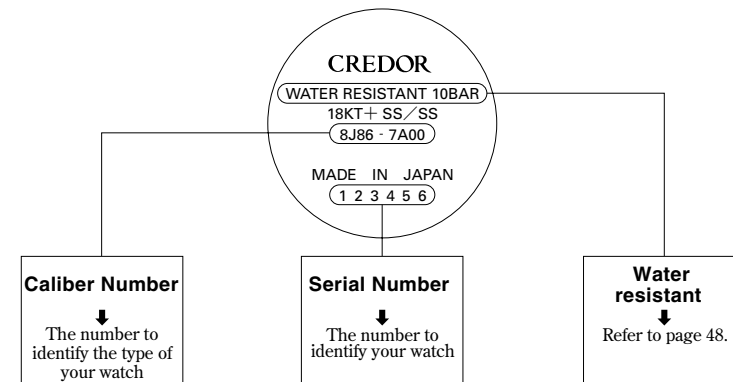 CREDOR
WATER RESISTANT 10BAR
18KT+ SS/SS
8J86 - 7A00
MADE IN JAPAN
1 2 3 4 5 6
Caliber Number
The number to
identify the type of
your watch
Serial Number
The number to
identify your watch
Water
resistant
Refer to page 48.